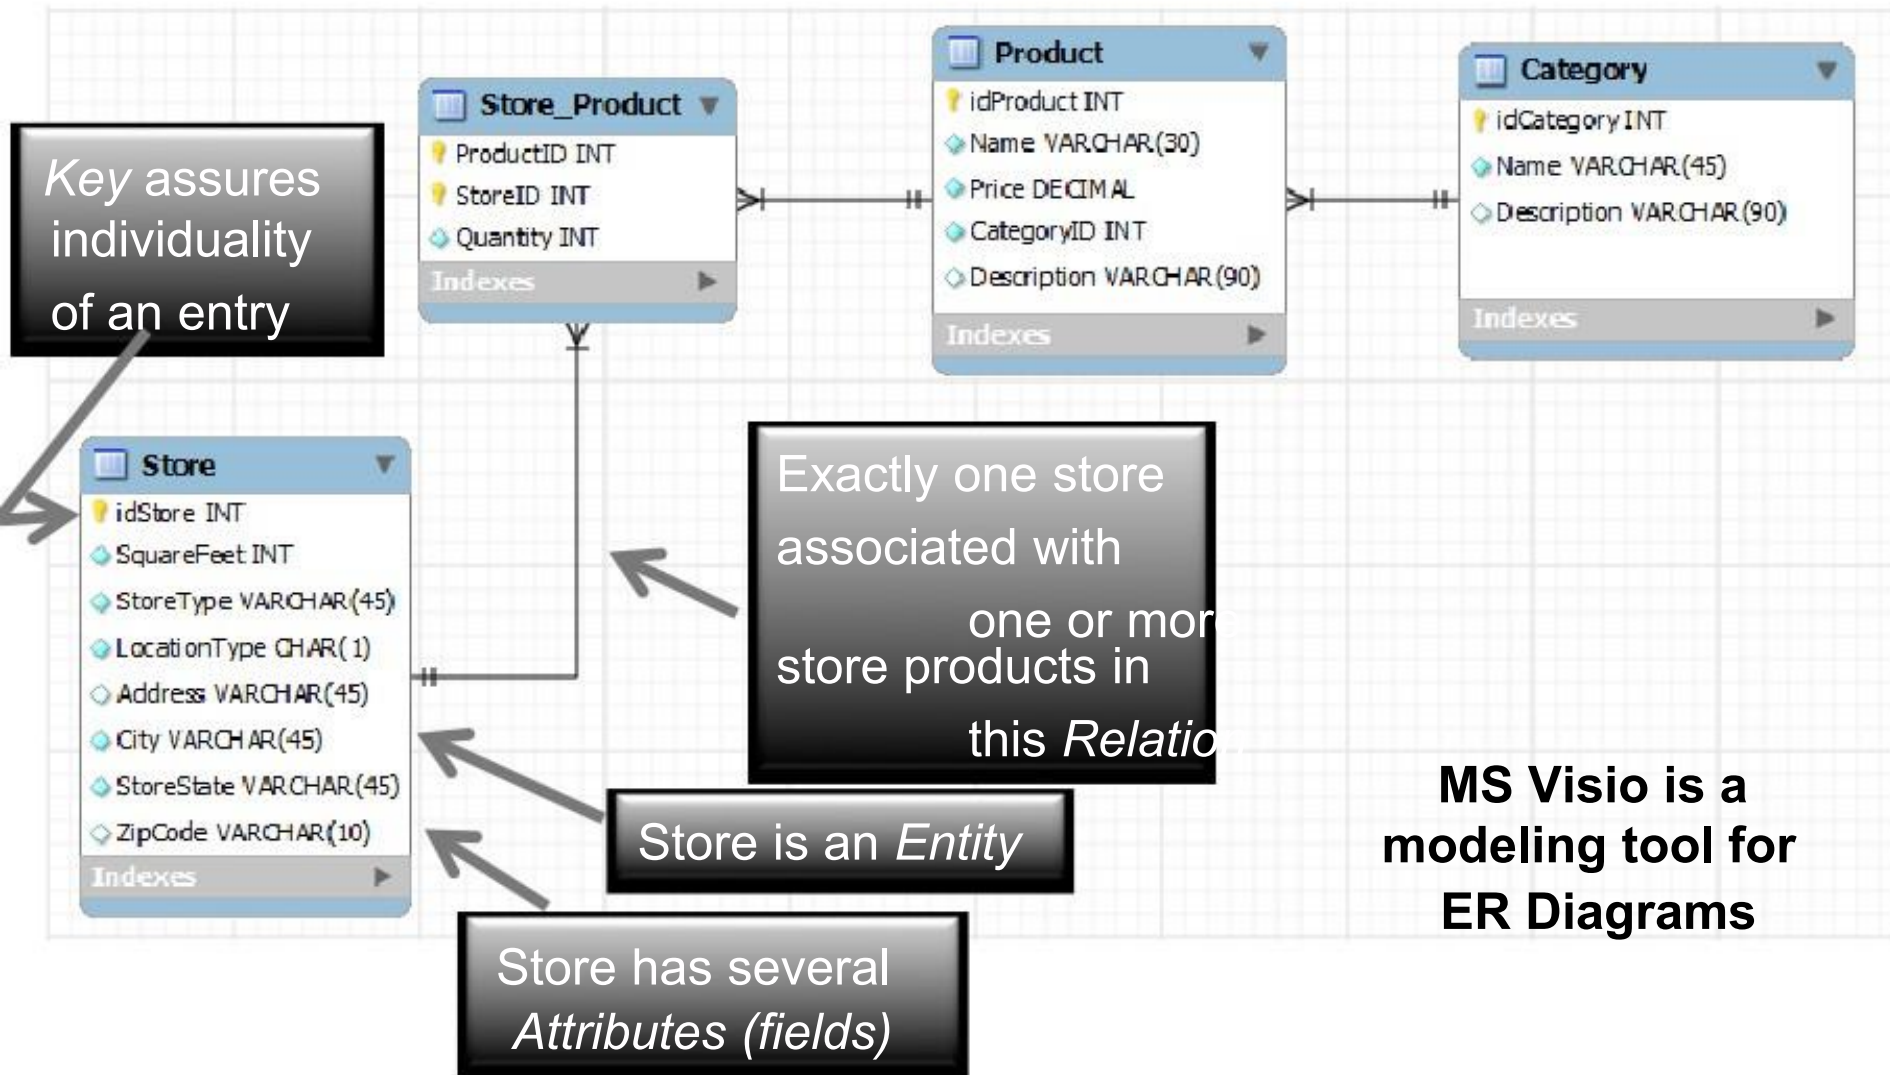 Key assures
individuality
of an entry
Store_Product
ProductID INT
StoreID INT
Quantity INT
Indexes
Product
idProduct INT
Name VARCHAR(30)
Price DECIMAL
CategoryID INT
Description VARCHAR(90)
Indexes
Category
idCategory INT
Name VARCHAR(45)
Description VARCHAR(90)
Indexes
Store
idStore INT
SquareFeet INT
StoreType VARCHAR(45)
LocationType CHAR(1)
Address VARCHAR(45)
City VARCHAR(45)
StoreState VARCHAR(45)
ZipCode VARCHAR(10)
Indexes
Exactly one store
associated with
one or more
store products in
this Relation
Store is an Entity
Store has several
Attributes (fields)
MS Visio is a
modeling tool for
ER Diagrams